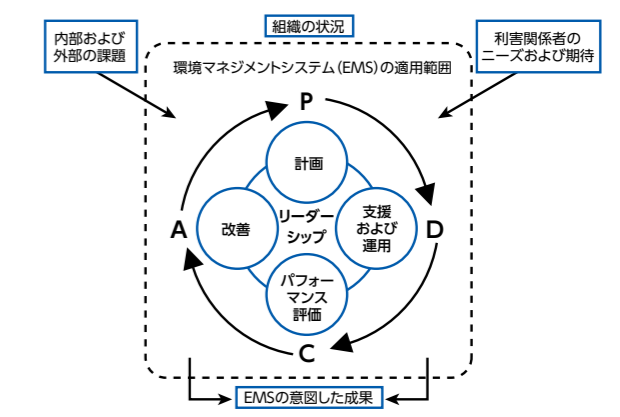 組織の状況
内部および
外部の課題
利害関係者の
ニーズおよび期待
環境マネジメントシステム(EMS)の適用範囲
P
計画
A
改善
リーダー
シップ
支援
および
運用
D
パフォー
マンス
評価
C
EMSの意図した成果